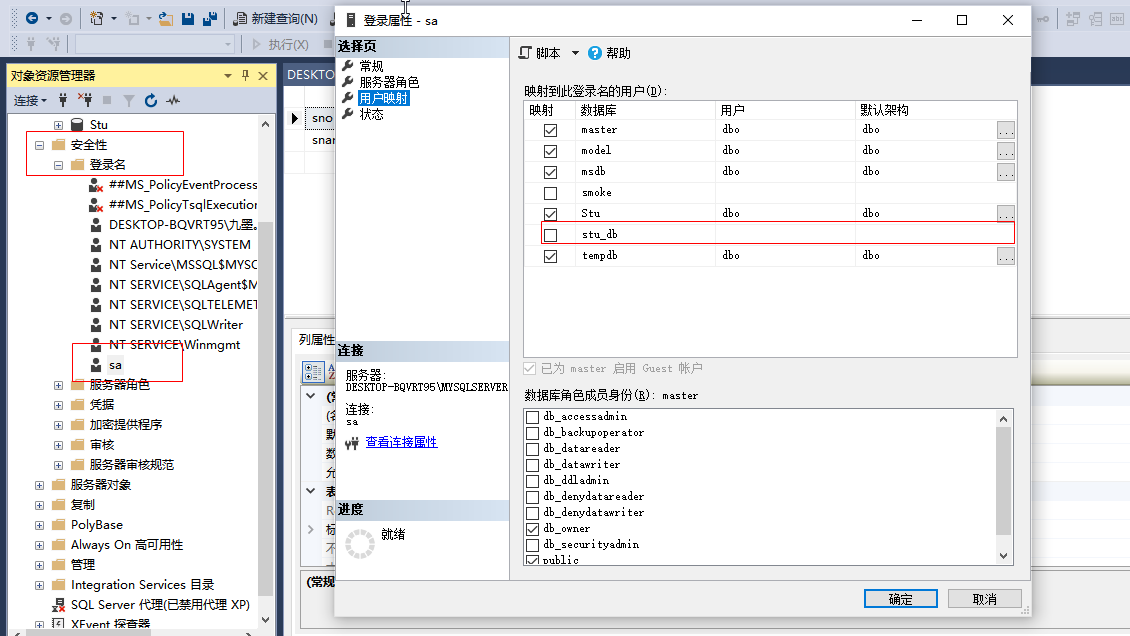 新建查询(N)
执行(X)
对象资源管理器
连接
Stu
安全性
登录名
##MS_PolicyEventProcess
##MS_PolicyTsqlExecution
DESKTOP-BQVRT95\九墨。
NT AUTHORITY\SYSTEM
NT Service\MSSQL$MYSC
NT SERVICE\SQLAgent$M
NT SERVICE\SQLTELEMET
NT SERVICE\SQLWriter
NT SERVICE\Winmgmt
sa
服务器角色
凭据
加密提供程序
审核
服务器审核规范
服务器对象
复制
PolyBase
Always On 高可用性
管理
Integration Services 目录
SQL Server 代理(已禁用代理 XP)
XEvent 探查器
DESKTO
sno
snar
列属性
(常规
登录属性 - sa
选择页
常规
服务器角色
用户映射
状态
连接
服务器:
DESKTOP-BQVRT95\MYSQLSERVER
连接:
sa
查看连接属性
进度
就绪
脚本 帮助
映射到此登录名的用户(D):
映射 数据库 用户 默认架构
master dbo dbo ...
model dbo dbo ...
msdb dbo dbo ...
smoke
Stu dbo dbo ...
stu_db
tempdb dbo dbo ...
已为 master 启用 Guest 帐户
数据库角色成员身份(R): master
db_accessadmin
db_backupoperator
db_datareader
db_datawriter
db_ddladmin
db_denydatareader
db_denydatawriter
db_owner
db_securityadmin
public
确定 取消